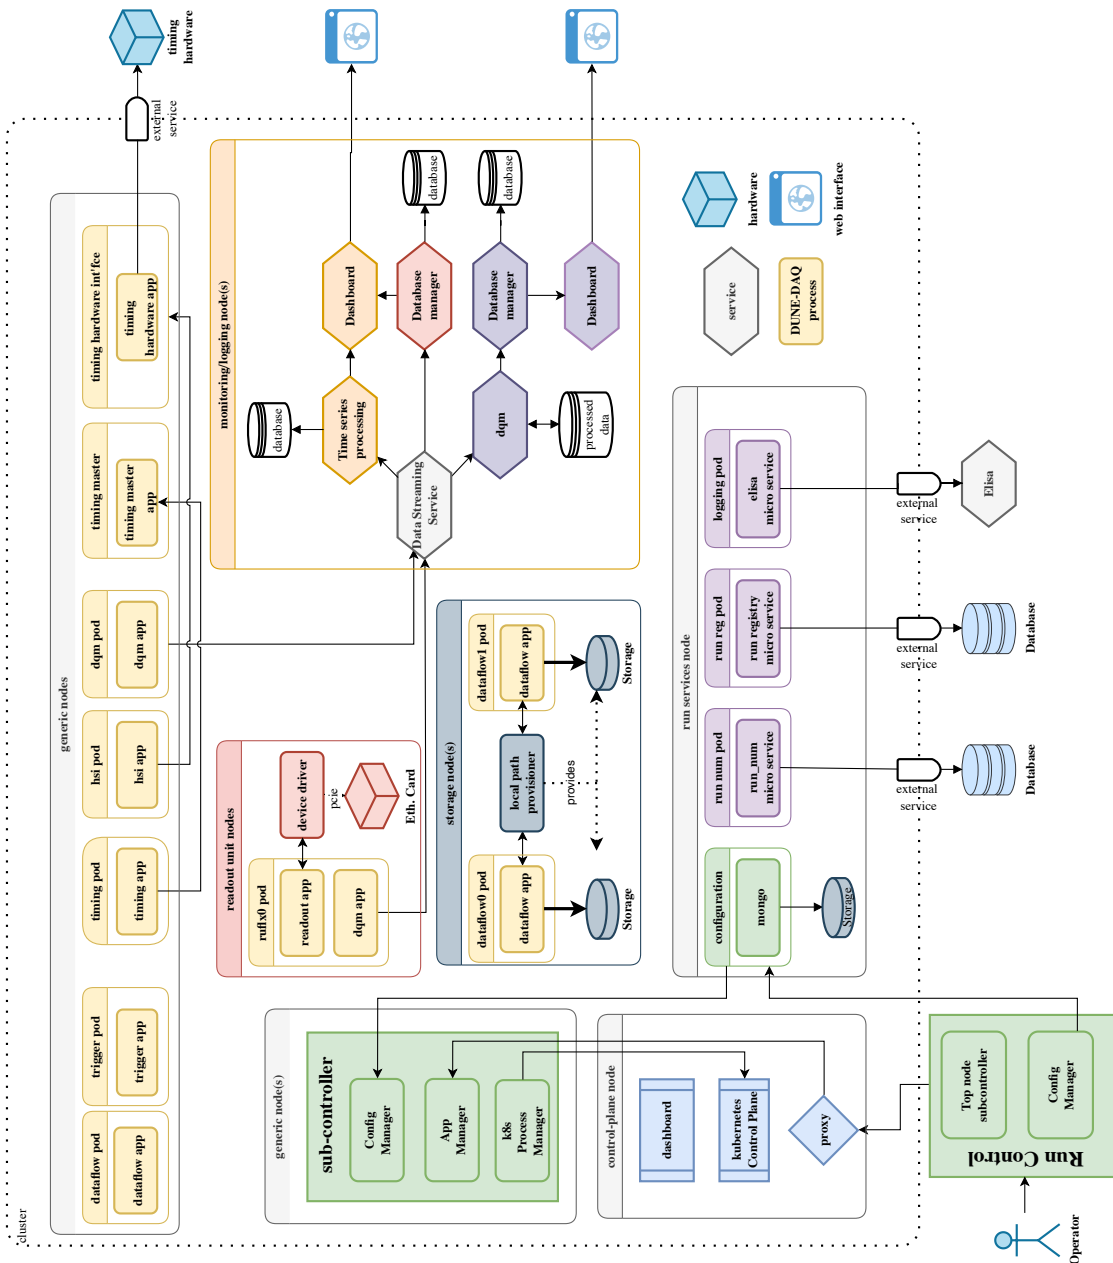 cluster
generic nodes
dataflow pod
dataflow app
trigger pod
trigger app
timing pod
timing app
hsi pod
hsi app
dqm pod
dqm app
timing master
timing master
app
timing hardware int'fce
timing
hardware app
external
service
timing
hardware
readout unit nodes
ruflx0 pod
readout app
dqm app
device driver
pcie
Eth. Card
monitoring/logging node(s)
database
Time series
processing
Dashboard
Data Streaming
Service
Database
manager
database
dqm
processed
data
Database
manager
database
Dashboard
storage node(s)
dataflow0 pod
dataflow app
Storage
local path
provisioner
provides
dataflow1 pod
dataflow app
Storage
generic node(s)
sub-controller
Config
Manager
App
Manager
k8s
Process
Manager
control-plane node
dashboard
kubernetes
Control Plane
proxy
run services node
configuration
mongo
Storage
run num pod
run_num
micro service
run reg pod
run registry
micro service
logging pod
elisa
micro service
external
service
Database
external
service
Database
external
service
Elisa
service
hardware
web interface
DUNE-DAQ
process
Top node
subcontroller
Config
Manager
Run Control
Operator